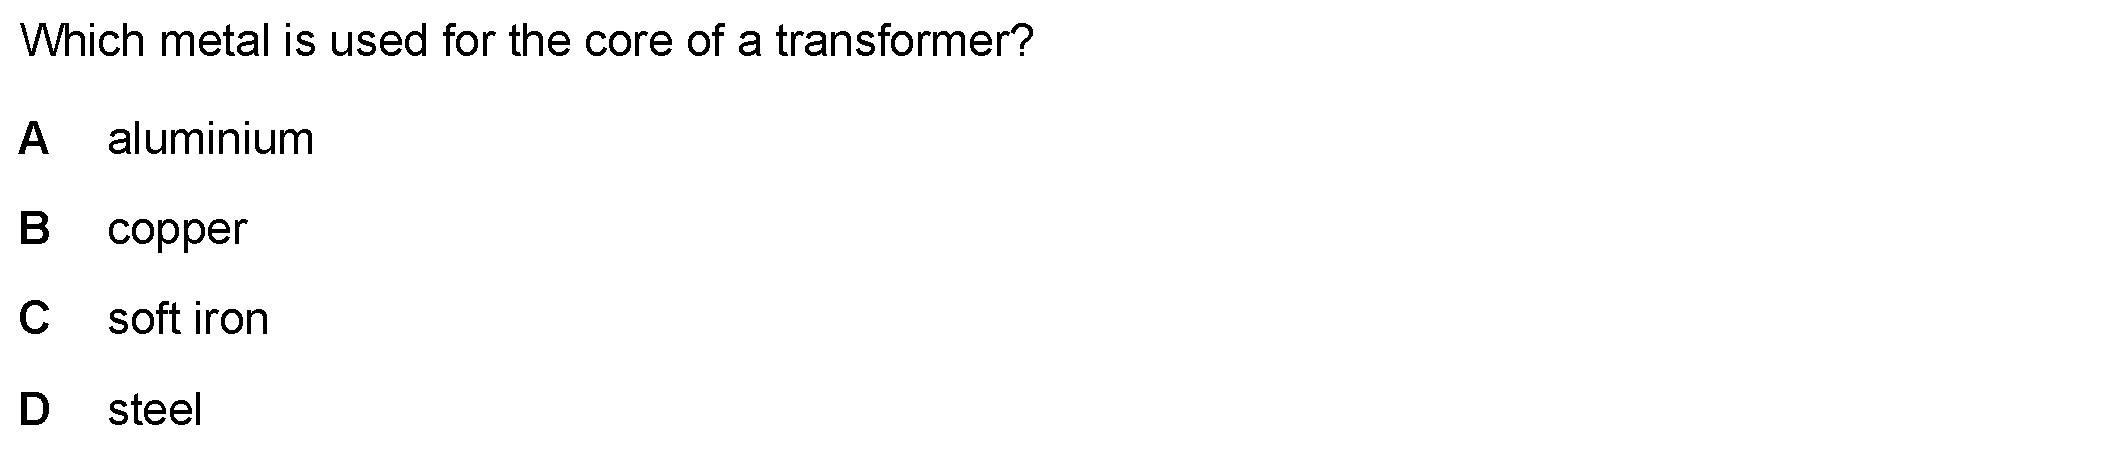 Which metal is used for the core of a transformer?
A aluminium
B copper
C soft iron
D steel